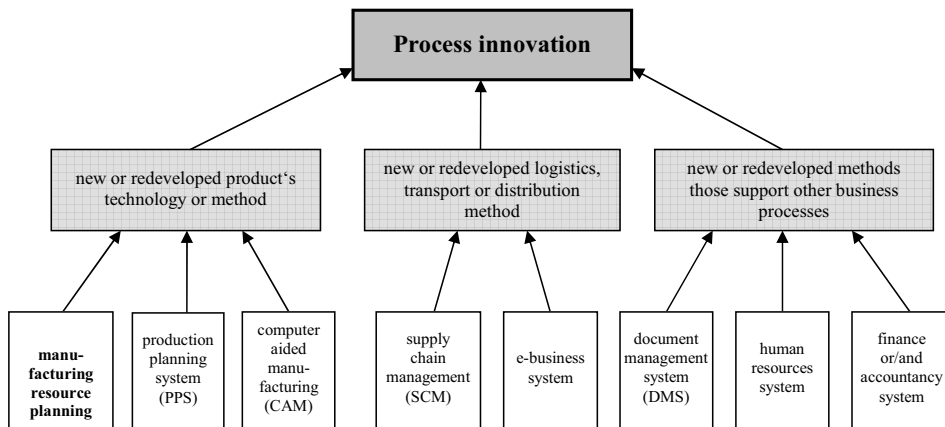 Process innovation
new or redeveloped product‘s
technology or method
new or redeveloped logistics,
transport or distribution
method
new or redeveloped methods
those support other business
processes
manu-
facturing
resource
planning
production
planning
system
(PPS)
computer
aided
manu-
facturing
(CAM)
supply
chain
management
(SCM)
e-business
system
document
management
system
(DMS)
human
resources
system
finance
or/and
accountancy
system